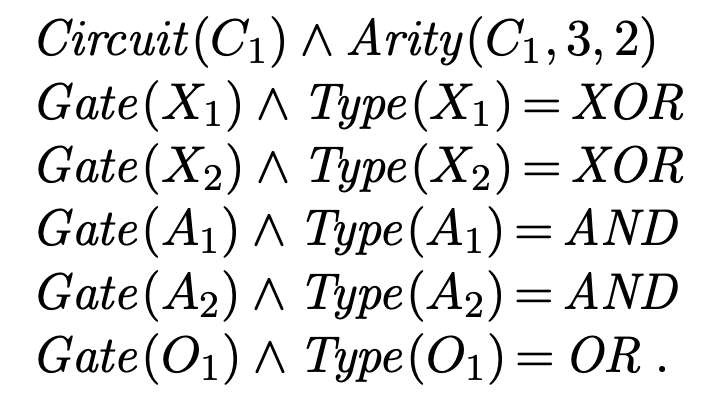 Circuit(C₁) ∧ Arity(C₁, 3, 2)
Gate(X₁) ∧ Type(X₁) = XOR
Gate(X₂) ∧ Type(X₂) = XOR
Gate(A₁) ∧ Type(A₁) = AND
Gate(A₂) ∧ Type(A₂) = AND
Gate(O₁) ∧ Type(O₁) = OR .